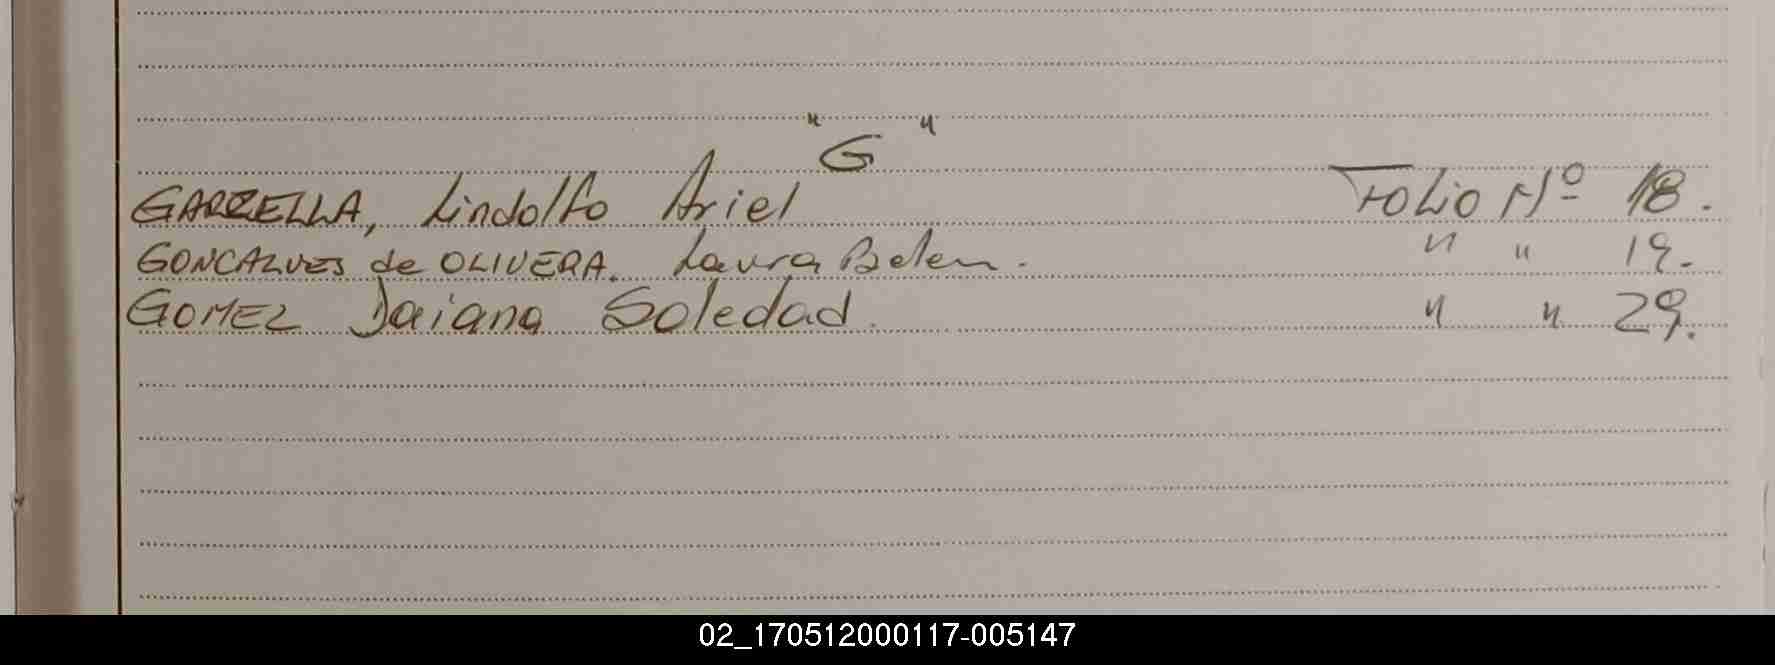 "G"
GARZELLA, Lindolfo Ariel FOLIO Nº 18.
GONCALVES de OLIVERA. Laura Belen. " " 19.
GOMEZ Daiana Soledad. " " 29.
02_170512000117-005147